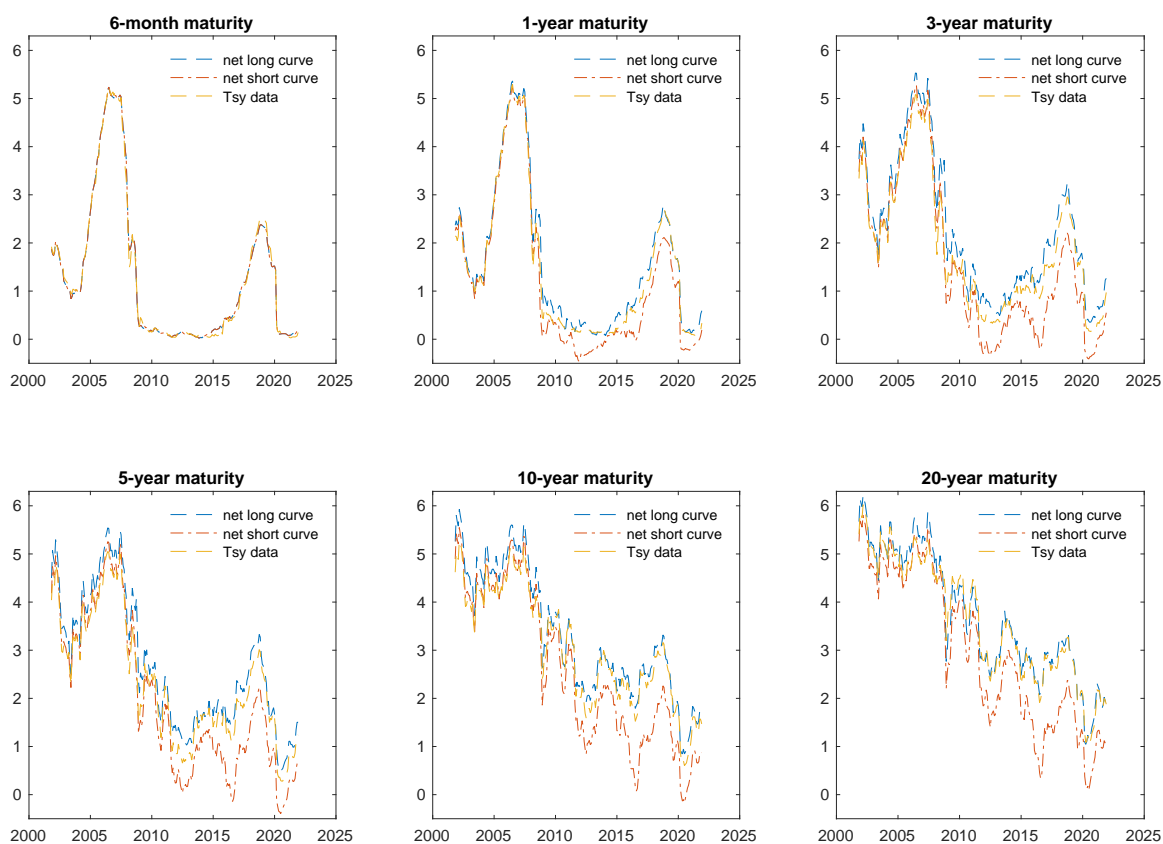 6-month maturity
6
5
4
3
2
1
0
2000 2005 2010 2015 2020 2025
net long curve
net short curve
Tsy data
1-year maturity
6
5
4
3
2
1
0
2000 2005 2010 2015 2020 2025
net long curve
net short curve
Tsy data
3-year maturity
6
5
4
3
2
1
0
2000 2005 2010 2015 2020 2025
net long curve
net short curve
Tsy data
5-year maturity
6
5
4
3
2
1
0
2000 2005 2010 2015 2020 2025
net long curve
net short curve
Tsy data
10-year maturity
6
5
4
3
2
1
0
2000 2005 2010 2015 2020 2025
net long curve
net short curve
Tsy data
20-year maturity
6
5
4
3
2
1
0
2000 2005 2010 2015 2020 2025
net long curve
net short curve
Tsy data